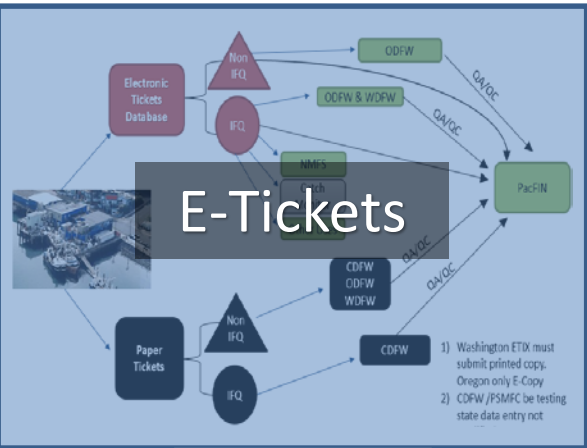 Non
IFQ
ODFW
QA/QC
Electronic
Tickets
Database
ODFW & WDFW
QA/QC
IFQ
NMFS
PacFIN
E-Tickets
CDFW
ODFW
WDFW
QA/QC
QA/QC
Non
IFQ
Paper
Tickets
CDFW
IFQ
1) Washington ETIX must
submit printed copy.
Oregon only E-Copy
2) CDFW /PSMFC be testing
state data entry not